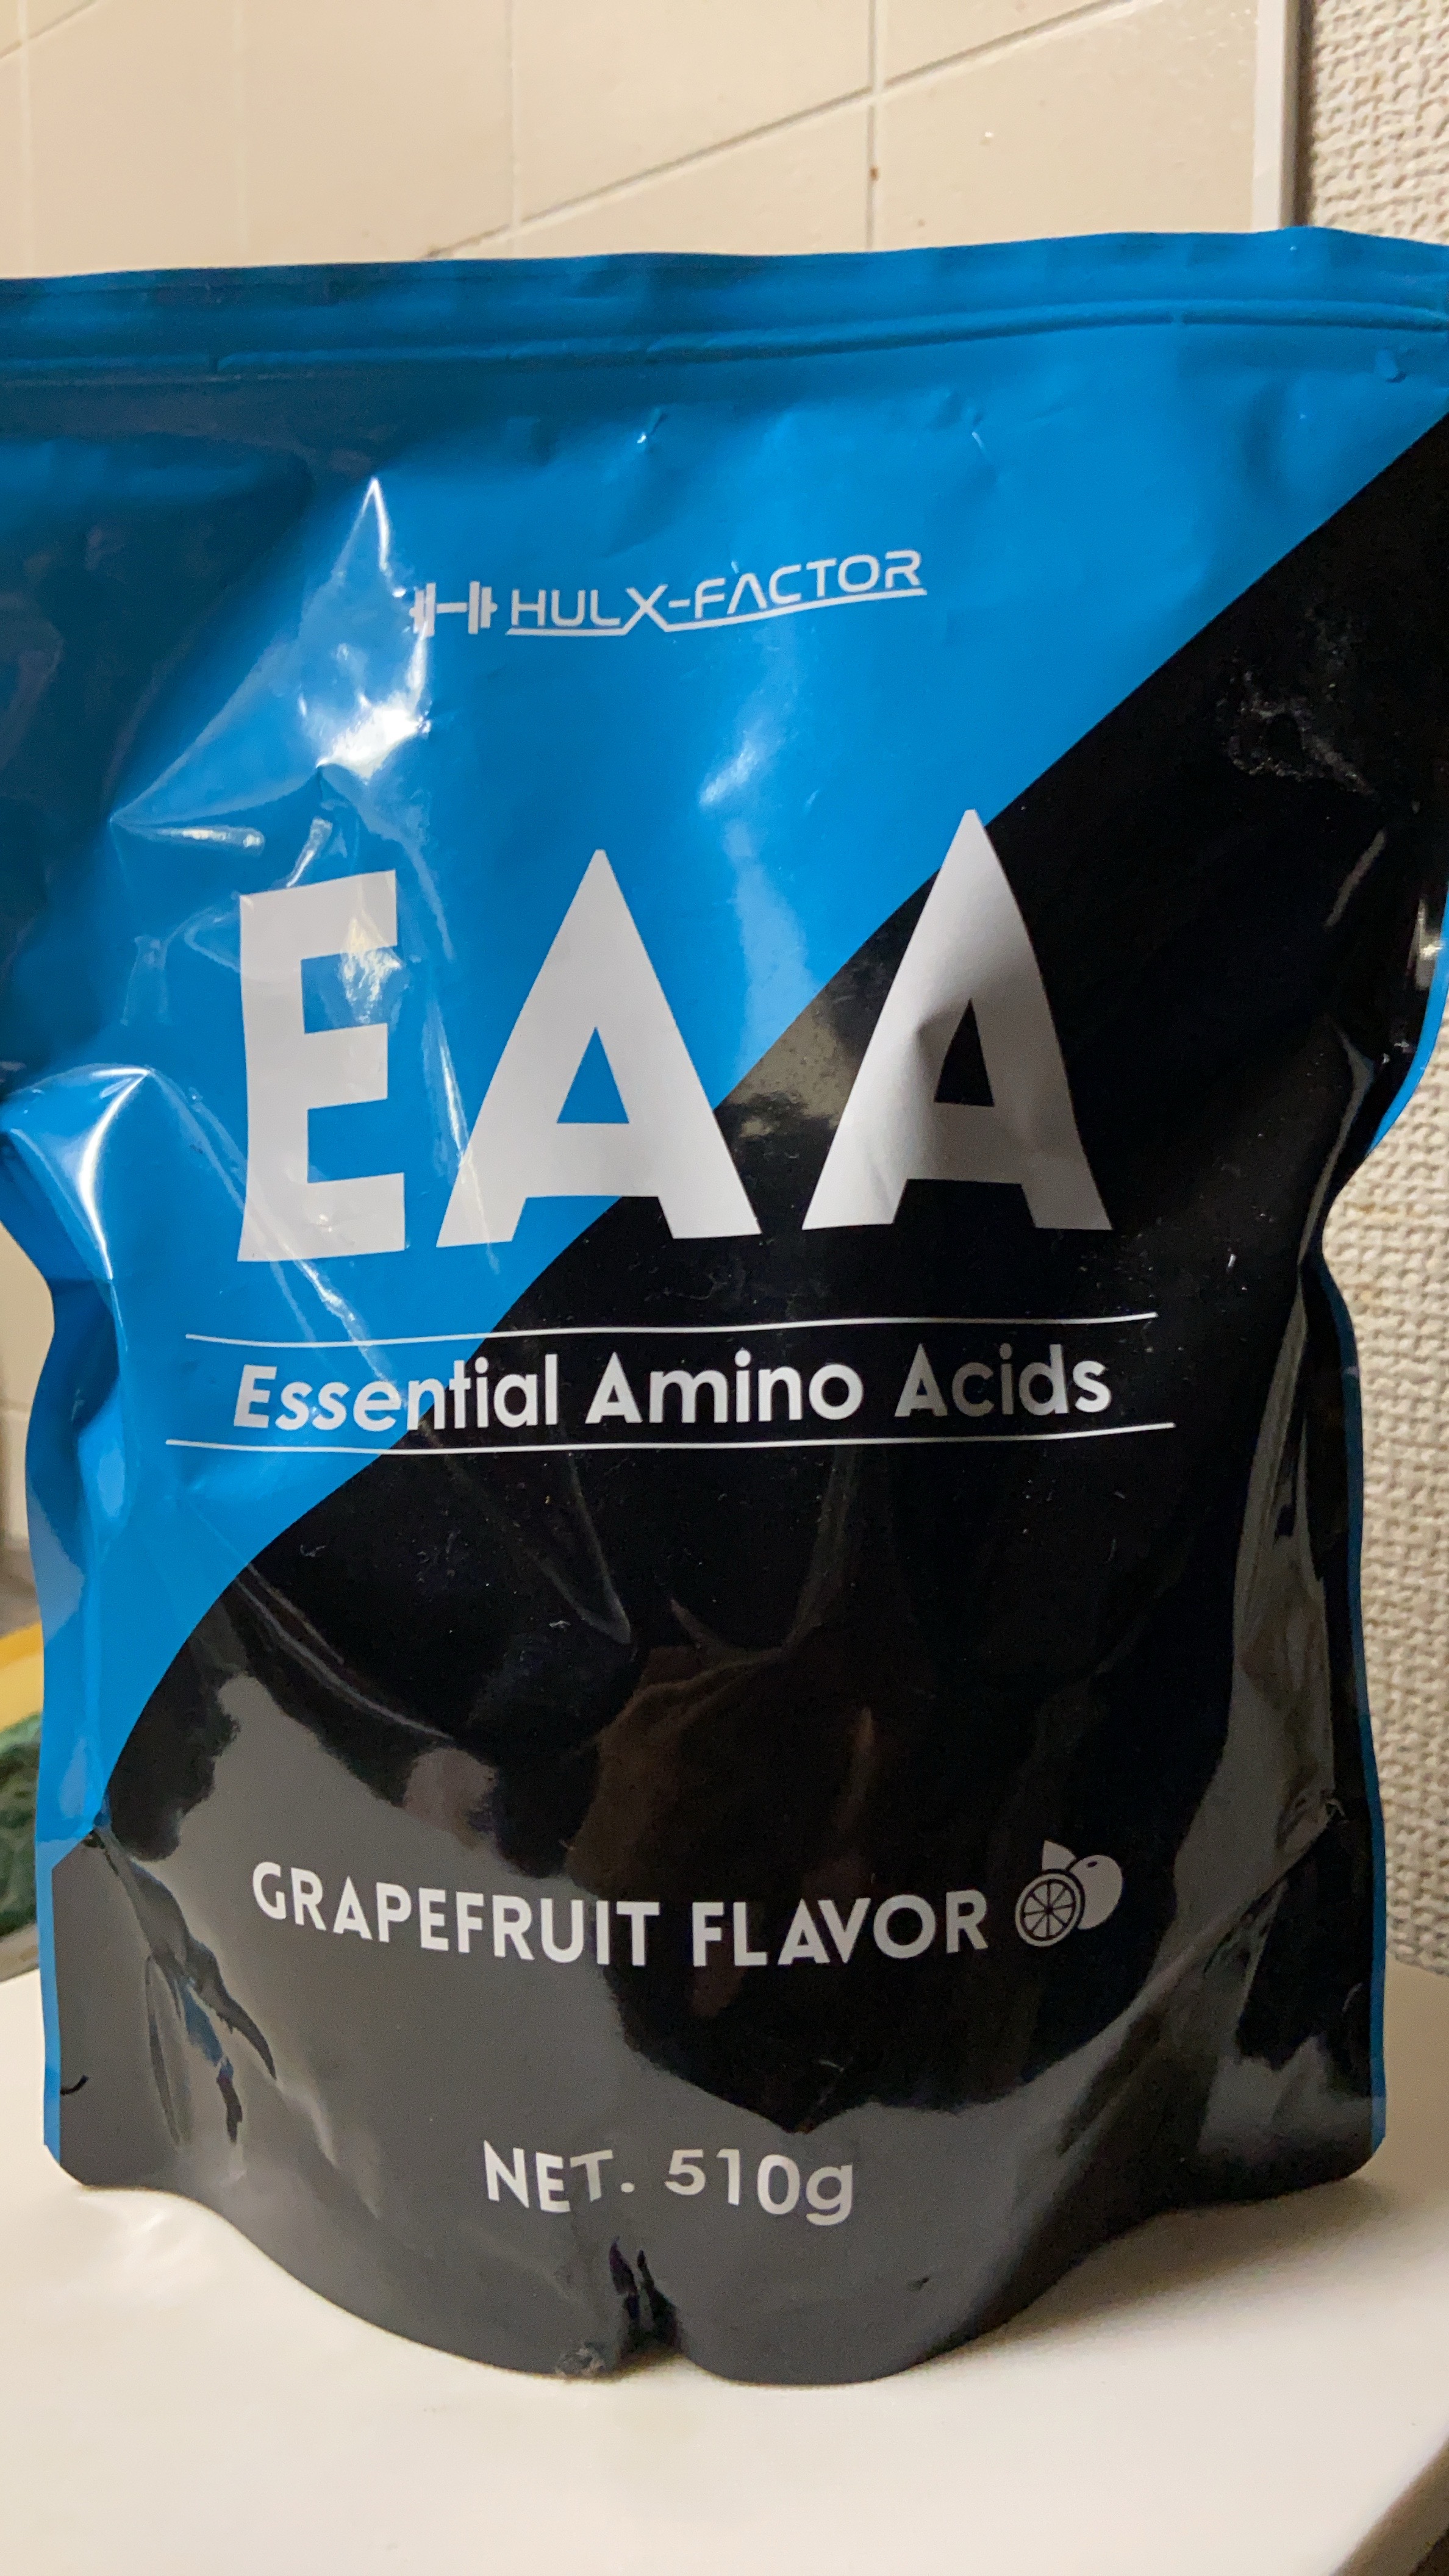 HULX-FACTOR
EAA
Essential Amino Acids
GRAPEFRUIT FLAVOR
NET. 510g